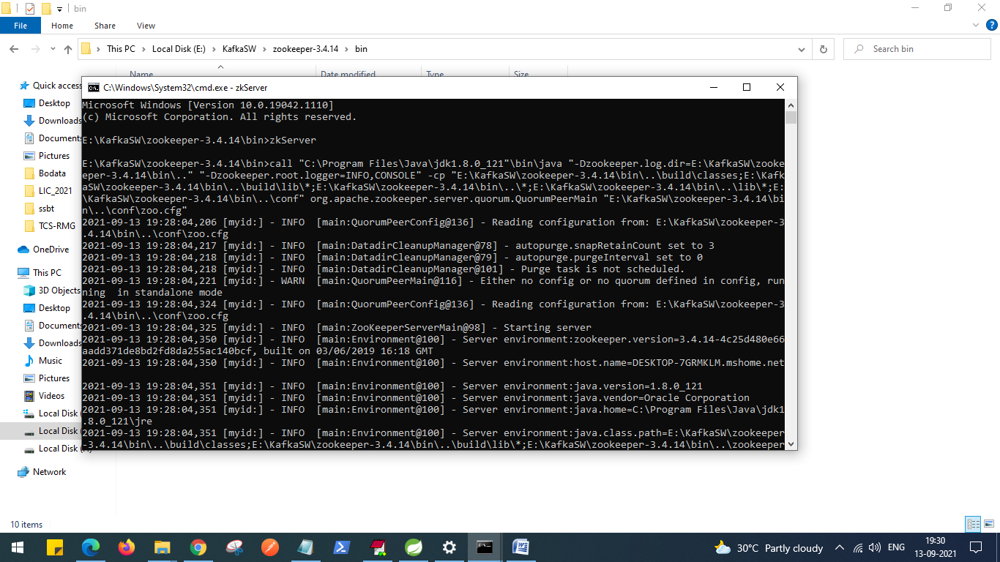 bin
File Home Share View
This PC Local Disk (E:) KafkaSW zookeeper-3.4.14 bin
Search bin
Name Date modified Type Size
Quick access
Desktop
Downloads
Documents
Pictures
Bodata
LIC_2021
ssbt
TCS-RMG
OneDrive
This PC
3D Objects
Desktop
Documents
Downloads
Music
Pictures
Videos
Local Disk
Local Disk
Local Disk
Network
C:\Windows\System32\cmd.exe - zkServer
Microsoft Windows [Version 10.0.19042.1110]
(c) Microsoft Corporation. All rights reserved.
E:\KafkaSW\zookeeper-3.4.14\bin>zkServer
E:\KafkaSW\zookeeper-3.4.14\bin>call "C:\Program Files\Java\jdk1.8.0_121"\bin\java "-Dzookeeper.log.dir=E:\KafkaSW\zooke
eper-3.4.14\bin\.." "-Dzookeeper.root.logger=INFO,CONSOLE" -cp "E:\KafkaSW\zookeeper-3.4.14\bin\..\build\classes;E:\Kafk
aSW\zookeeper-3.4.14\bin\..\build\lib\*;E:\KafkaSW\zookeeper-3.4.14\bin\..\*;E:\KafkaSW\zookeeper-3.4.14\bin\..\lib\*;E:
\KafkaSW\zookeeper-3.4.14\bin\..\conf" org.apache.zookeeper.server.quorum.QuorumPeerMain "E:\KafkaSW\zookeeper-3.4.14\bi
n\..\conf\zoo.cfg"
2021-09-13 19:28:04,206 [myid:] - INFO  [main:QuorumPeerConfig@136] - Reading configuration from: E:\KafkaSW\zookeeper-3
.4.14\bin\..\conf\zoo.cfg
2021-09-13 19:28:04,217 [myid:] - INFO  [main:DatadirCleanupManager@78] - autopurge.snapRetainCount set to 3
2021-09-13 19:28:04,218 [myid:] - INFO  [main:DatadirCleanupManager@79] - autopurge.purgeInterval set to 0
2021-09-13 19:28:04,218 [myid:] - INFO  [main:DatadirCleanupManager@101] - Purge task is not scheduled.
2021-09-13 19:28:04,221 [myid:] - WARN  [main:QuorumPeerMain@116] - Either no config or no quorum defined in config, run
ning  in standalone mode
2021-09-13 19:28:04,324 [myid:] - INFO  [main:QuorumPeerConfig@136] - Reading configuration from: E:\KafkaSW\zookeeper-3
.4.14\bin\..\conf\zoo.cfg
2021-09-13 19:28:04,325 [myid:] - INFO  [main:ZooKeeperServerMain@98] - Starting server
2021-09-13 19:28:04,350 [myid:] - INFO  [main:Environment@100] - Server environment:zookeeper.version=3.4.14-4c25d480e66
aadd371de8bd2fd8da255ac140bcf, built on 03/06/2019 16:18 GMT
2021-09-13 19:28:04,350 [myid:] - INFO  [main:Environment@100] - Server environment:host.name=DESKTOP-7GRMKLM.mshome.net
2021-09-13 19:28:04,351 [myid:] - INFO  [main:Environment@100] - Server environment:java.version=1.8.0_121
2021-09-13 19:28:04,351 [myid:] - INFO  [main:Environment@100] - Server environment:java.vendor=Oracle Corporation
2021-09-13 19:28:04,351 [myid:] - INFO  [main:Environment@100] - Server environment:java.home=C:\Program Files\Java\jdk1
.8.0_121\jre
2021-09-13 19:28:04,351 [myid:] - INFO  [main:Environment@100] - Server environment:java.class.path=E:\KafkaSW\zookeeper
-3.4.14\bin\..\build\classes;E:\KafkaSW\zookeeper-3.4.14\bin\..\build\lib\*;E:\KafkaSW\zookeeper-3.4.14\bin\..\zookeeper
10 items
30°C Partly cloudy ENG
19:30
13-09-2021